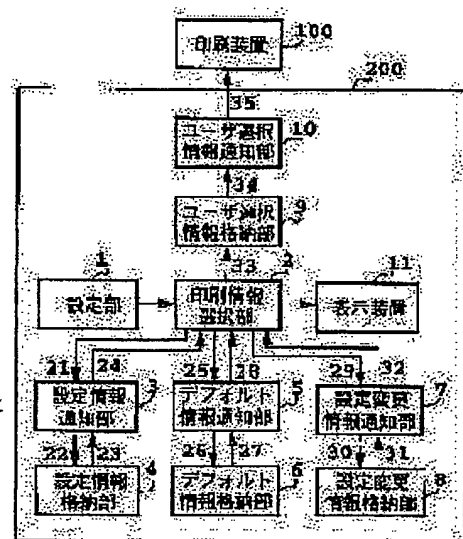 印刷装置
100
200
35
ユーザ選択
情報通知部
10
34
ユーザ選択
情報格納部
9
33
1
設定部
2
印刷情報
選択部
11
表示装置
21
24
25
28
29
32
設定情報
通知部
3
デフォルト
情報通知部
5
設定変更
情報通知部
7
22
23
26
27
30
31
設定情報
格納部
4
デフォルト
情報格納部
6
設定変更
情報格納部
8